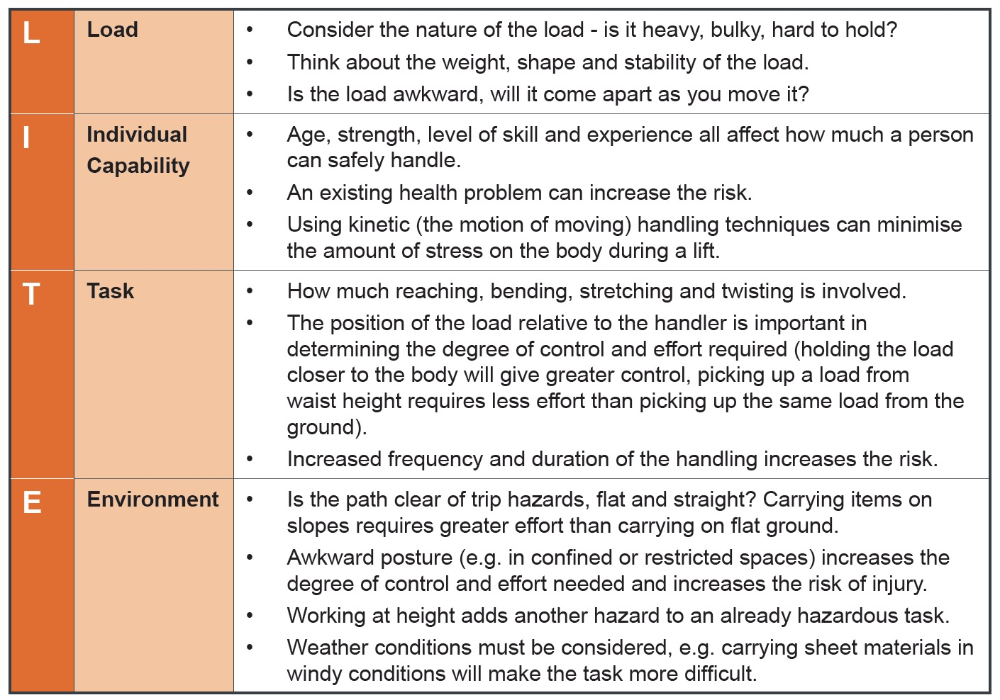 L
Load
• Consider the nature of the load - is it heavy, bulky, hard to hold?
• Think about the weight, shape and stability of the load.
• Is the load awkward, will it come apart as you move it?
I
Individual
Capability
• Age, strength, level of skill and experience all affect how much a person
can safely handle.
• An existing health problem can increase the risk.
• Using kinetic (the motion of moving) handling techniques can minimise
the amount of stress on the body during a lift.
T
Task
• How much reaching, bending, stretching and twisting is involved.
• The position of the load relative to the handler is important in
determining the degree of control and effort required (holding the load
closer to the body will give greater control, picking up a load from
waist height requires less effort than picking up the same load from the
ground).
• Increased frequency and duration of the handling increases the risk.
E
Environment
• Is the path clear of trip hazards, flat and straight? Carrying items on
slopes requires greater effort than carrying on flat ground.
• Awkward posture (e.g. in confined or restricted spaces) increases the
degree of control and effort needed and increases the risk of injury.
• Working at height adds another hazard to an already hazardous task.
• Weather conditions must be considered, e.g. carrying sheet materials in
windy conditions will make the task more difficult.